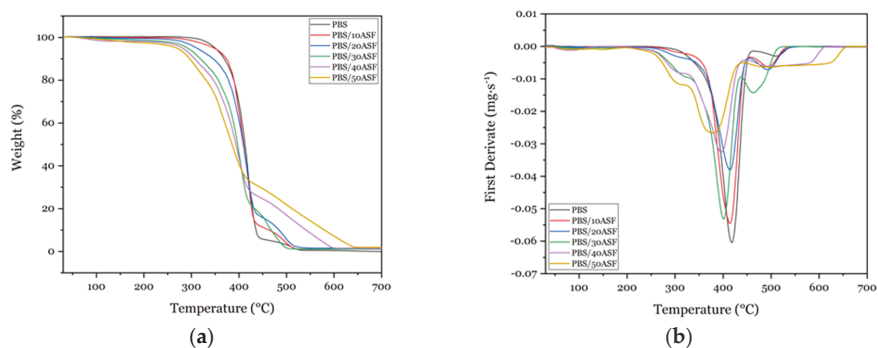 100
80
60
40
20
0
Weight (%)
100 200 300 400 500 600 700
Temperature (°C)
PBS
PBS/10ASF
PBS/20ASF
PBS/30ASF
PBS/40ASF
PBS/50ASF
(a)
0.00
-0.01
-0.02
-0.03
-0.04
-0.05
-0.06
-0.07
First Derivate (mg·s⁻¹)
PBS
PBS/10ASF
PBS/20ASF
PBS/30ASF
PBS/40ASF
PBS/50ASF
100 200 300 400 500 600 700
Temperature (°C)
(b)